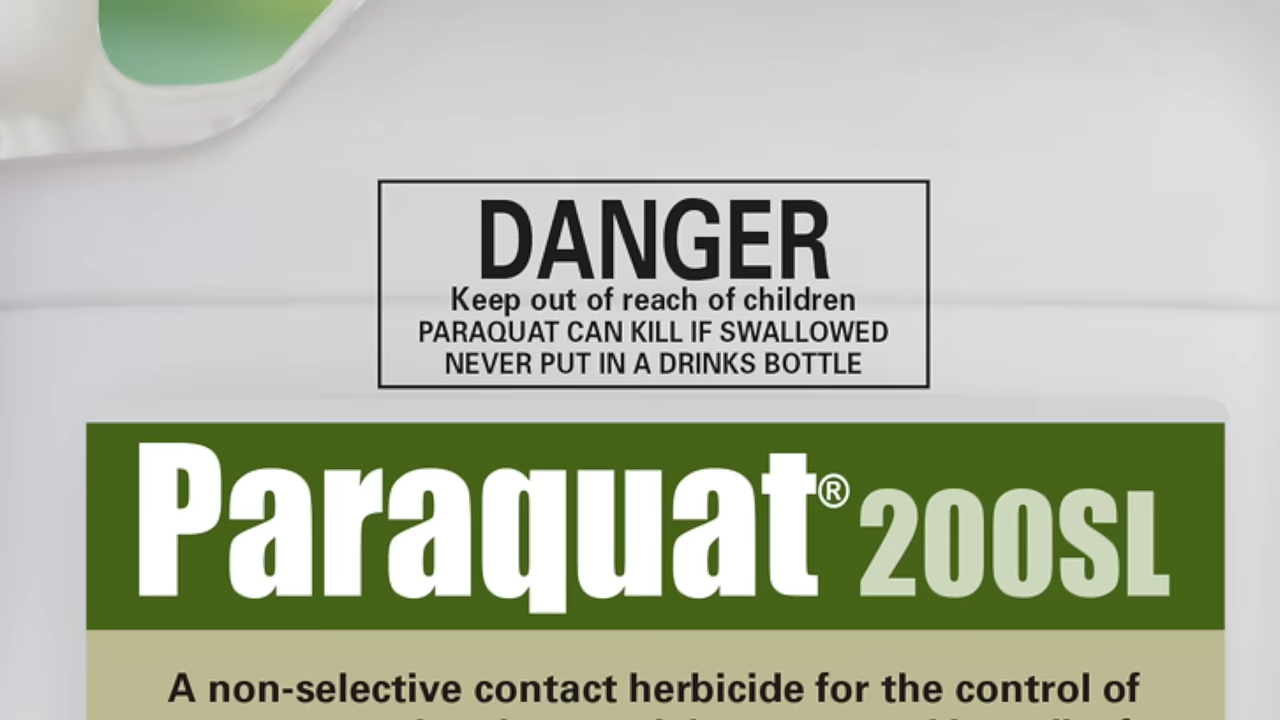 DANGER
Keep out of reach of children
PARAQUAT CAN KILL IF SWALLOWED
NEVER PUT IN A DRINKS BOTTLE
Paraquat® 200SL
A non-selective contact herbicide for the control of